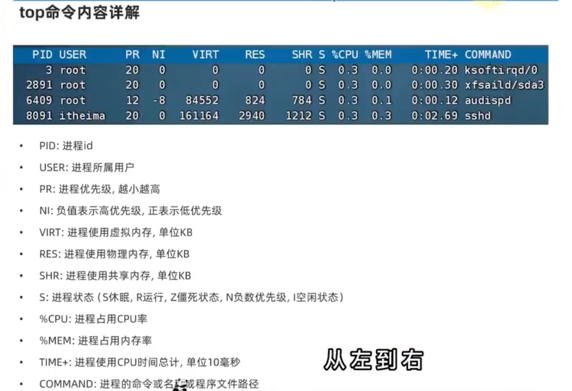 top命令内容详解
PID USER PR NI VIRT RES SHR S %CPU %MEM TIME+ COMMAND
3 root 20 0 0 0 0 S 0.3 0.0 0:00.20 ksoftirqd/0
2891 root 20 0 0 0 0 S 0.3 0.0 0:00.30 xfsaild/sda3
6409 root 12 -8 84552 824 784 S 0.3 0.1 0:00.12 audispd
8091 itheima 20 0 161164 2940 1212 S 0.3 0.3 0:02.69 sshd
• PID: 进程id
• USER: 进程所属用户
• PR: 进程优先级, 越小越高
• NI: 负值表示高优先级, 正表示低优先级
• VIRT: 进程使用虚拟内存, 单位KB
• RES: 进程使用物理内存, 单位KB
• SHR: 进程使用共享内存, 单位KB
• S: 进程状态 (S休眠, R运行, Z僵死状态, N负数优先级, I空闲状态)
• %CPU: 进程占用CPU率
• %MEM: 进程占用内存率
• TIME+: 进程使用CPU时间总计, 单位10毫秒
• COMMAND: 进程的命令或名称或程序文件路径
从左到右